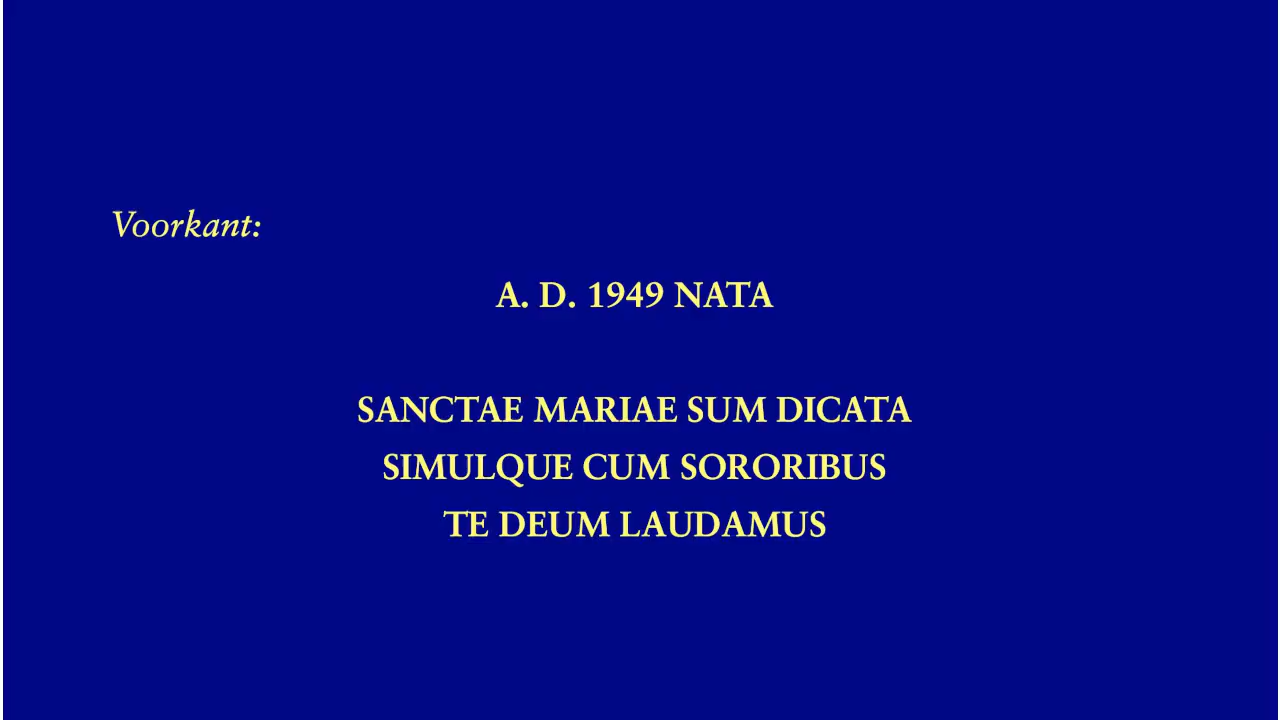 Voorkant:
A. D. 1949 NATA
SANCTAE MARIAE SUM DICATA
SIMULQUE CUM SORORIBUS
TE DEUM LAUDAMUS